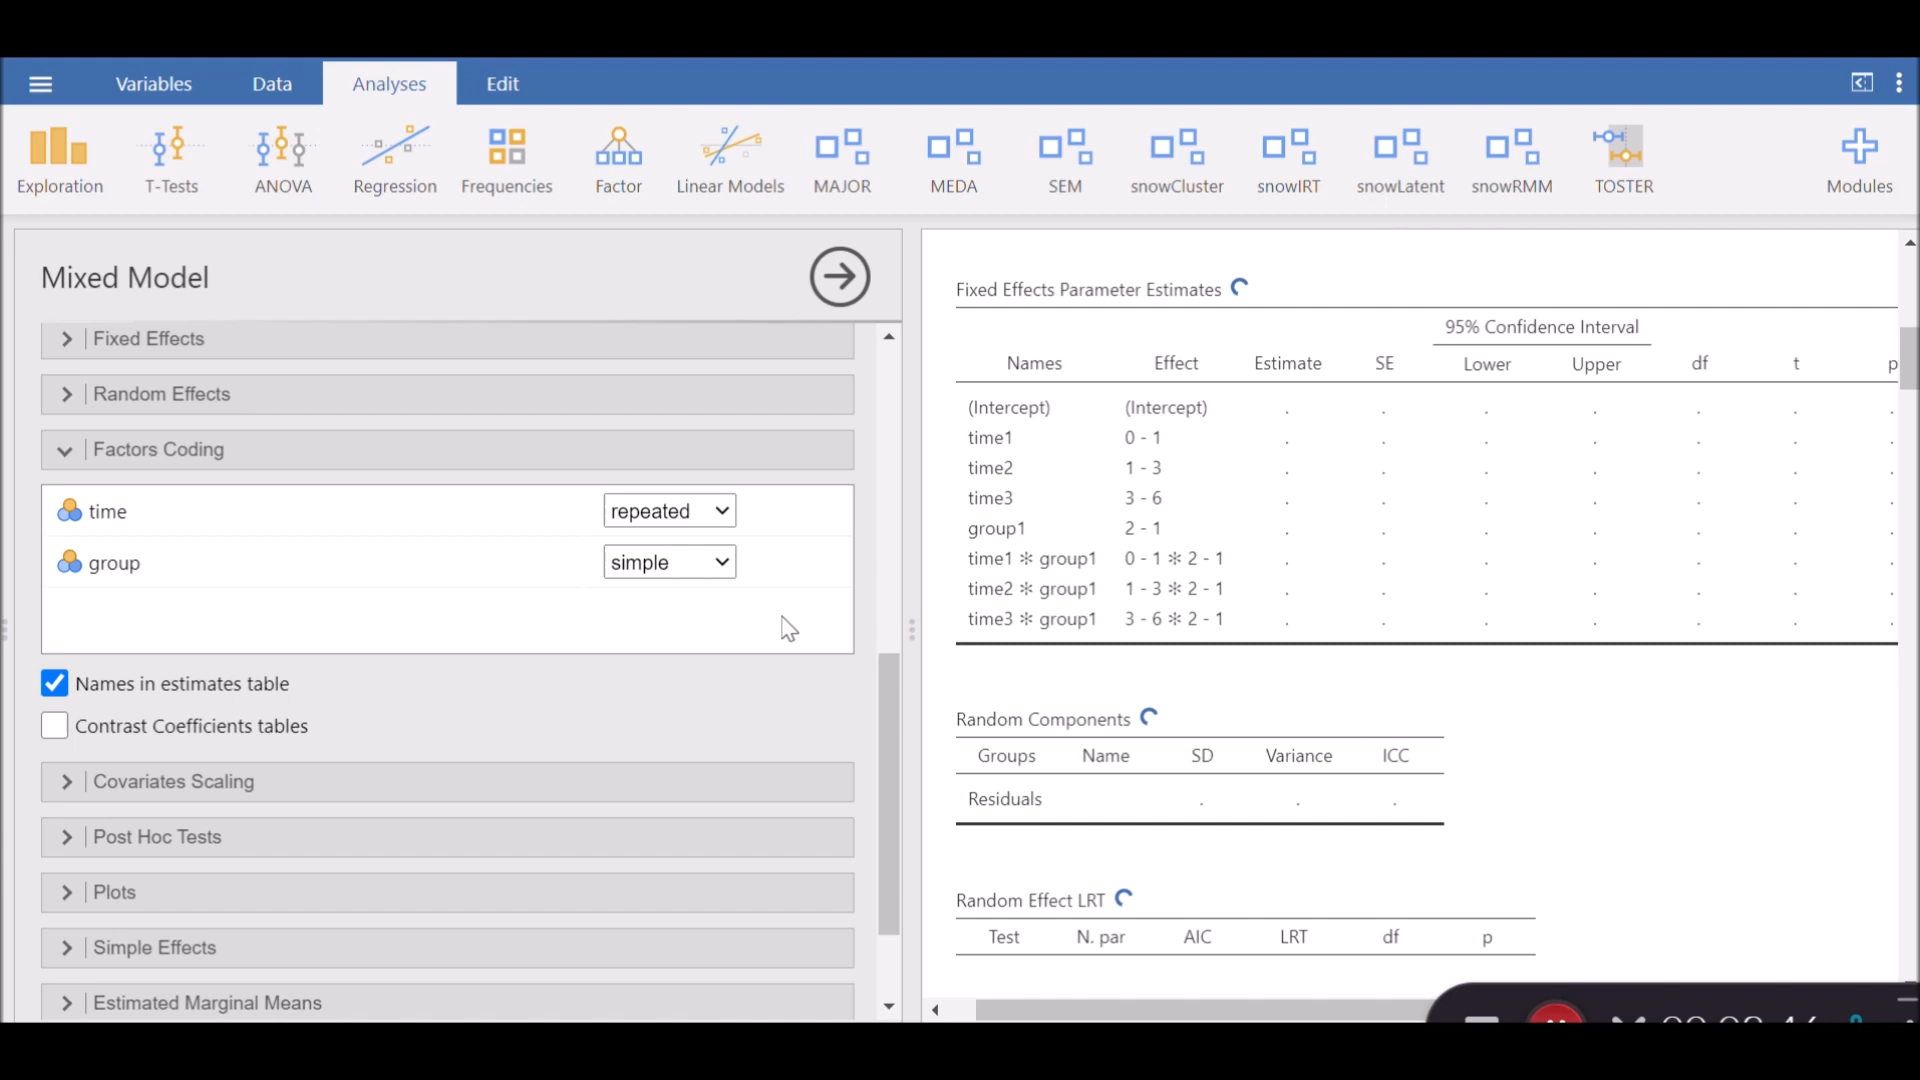 Variables Data Analyses Edit
Exploration T-Tests ANOVA Regression Frequencies Factor Linear Models MAJOR MEDA SEM snowCluster snowIRT snowLatent snowRMM TOSTER Modules
Mixed Model
Fixed Effects
Random Effects
Factors Coding
time repeated
group simple
Names in estimates table
Contrast Coefficients tables
Covariates Scaling
Post Hoc Tests
Plots
Simple Effects
Estimated Marginal Means
Fixed Effects Parameter Estimates
95% Confidence Interval
Names Effect Estimate SE Lower Upper df t p
(Intercept) (Intercept) . . . . . . .
time1 0 - 1 . . . . . . .
time2 1 - 3 . . . . . . .
time3 3 - 6 . . . . . . .
group1 2 - 1 . . . . . . .
time1 ✻ group1 0 - 1 ✻ 2 - 1 . . . . . . .
time2 ✻ group1 1 - 3 ✻ 2 - 1 . . . . . . .
time3 ✻ group1 3 - 6 ✻ 2 - 1 . . . . . . .
Random Components
Groups Name SD Variance ICC
Residuals . . .
Random Effect LRT
Test N. par AIC LRT df p